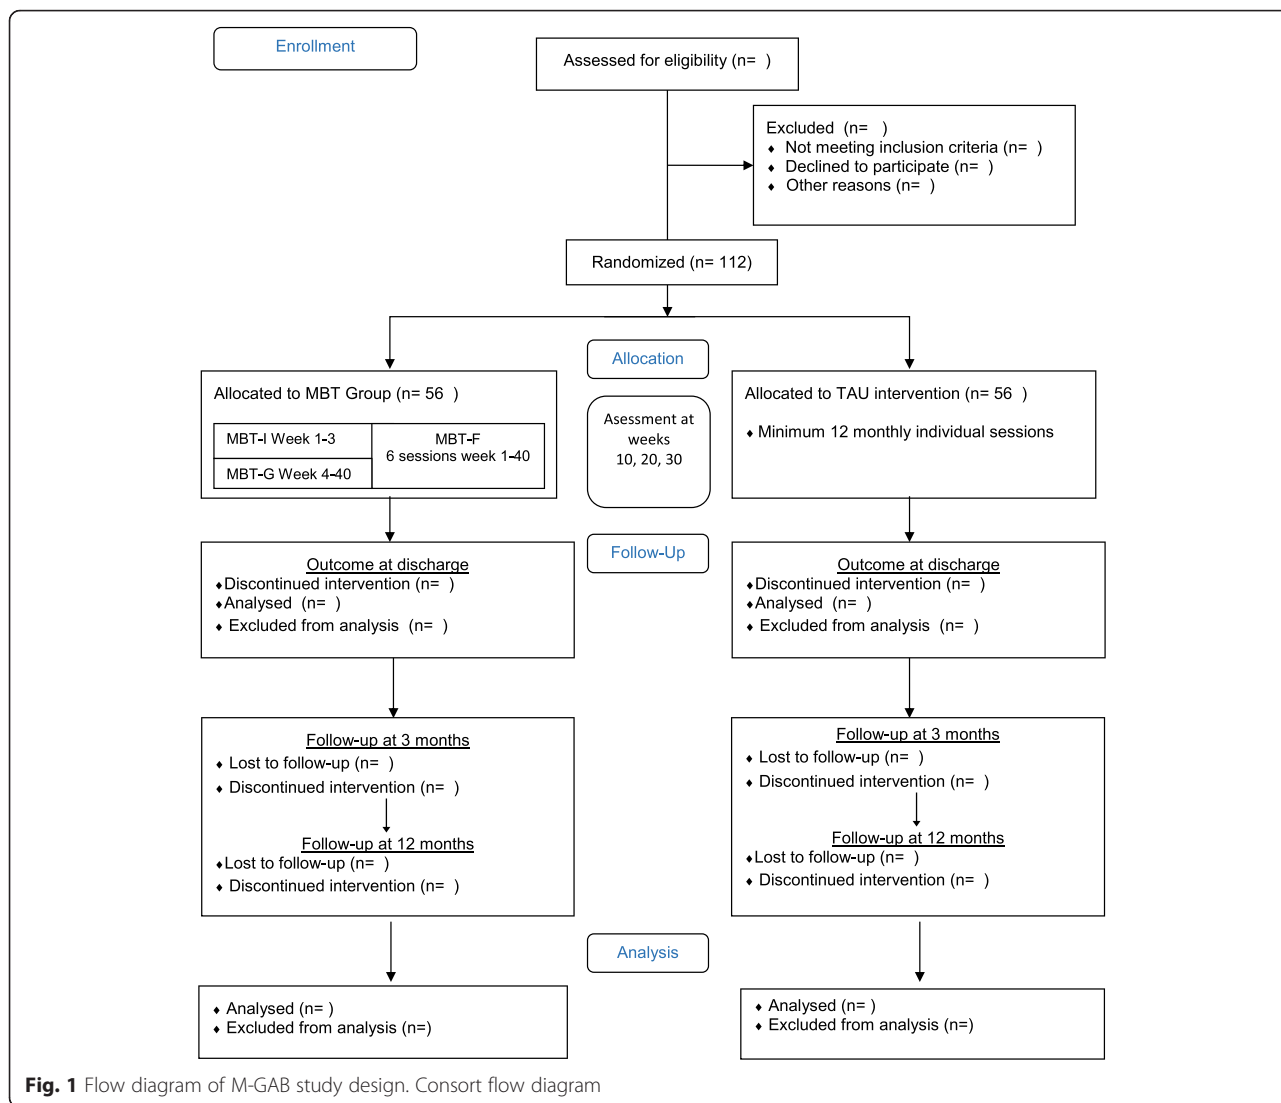 Enrollment
Assessed for eligibility (n=  )
Excluded  (n=   )
♦ Not meeting inclusion criteria (n=  )
♦ Declined to participate (n=  )
♦ Other reasons (n=  )
Randomized (n= 112)
Allocation
Allocated to MBT Group (n= 56  )
MBT-I Week 1-3
MBT-G Week 4-40
MBT-F
6 sessions week 1-40
Asessment at
weeks
10, 20, 30
Allocated to TAU intervention (n= 56  )
♦ Minimum 12 monthly individual sessions
Follow-Up
Outcome at discharge
♦Discontinued intervention (n=  )
♦Analysed  (n=  )
♦ Excluded from analysis  (n=  )
Outcome at discharge
♦Discontinued intervention (n=  )
♦Analysed  (n=  )
♦ Excluded from analysis  (n=  )
Follow-up at 3 months
♦ Lost to follow-up (n=  )
♦ Discontinued intervention (n=  )
Follow-up at 12 months
♦Lost to follow-up (n=  )
♦ Discontinued intervention (n=  )
Follow-up at 3 months
♦ Lost to follow-up (n=  )
♦ Discontinued intervention (n=  )
Follow-up at 12 months
♦Lost to follow-up (n=  )
♦ Discontinued intervention (n=  )
Analysis
♦ Analysed (n= )
♦ Excluded from analysis (n=)
♦ Analysed (n= )
♦ Excluded from analysis (n=)
Fig. 1 Flow diagram of M-GAB study design. Consort flow diagram